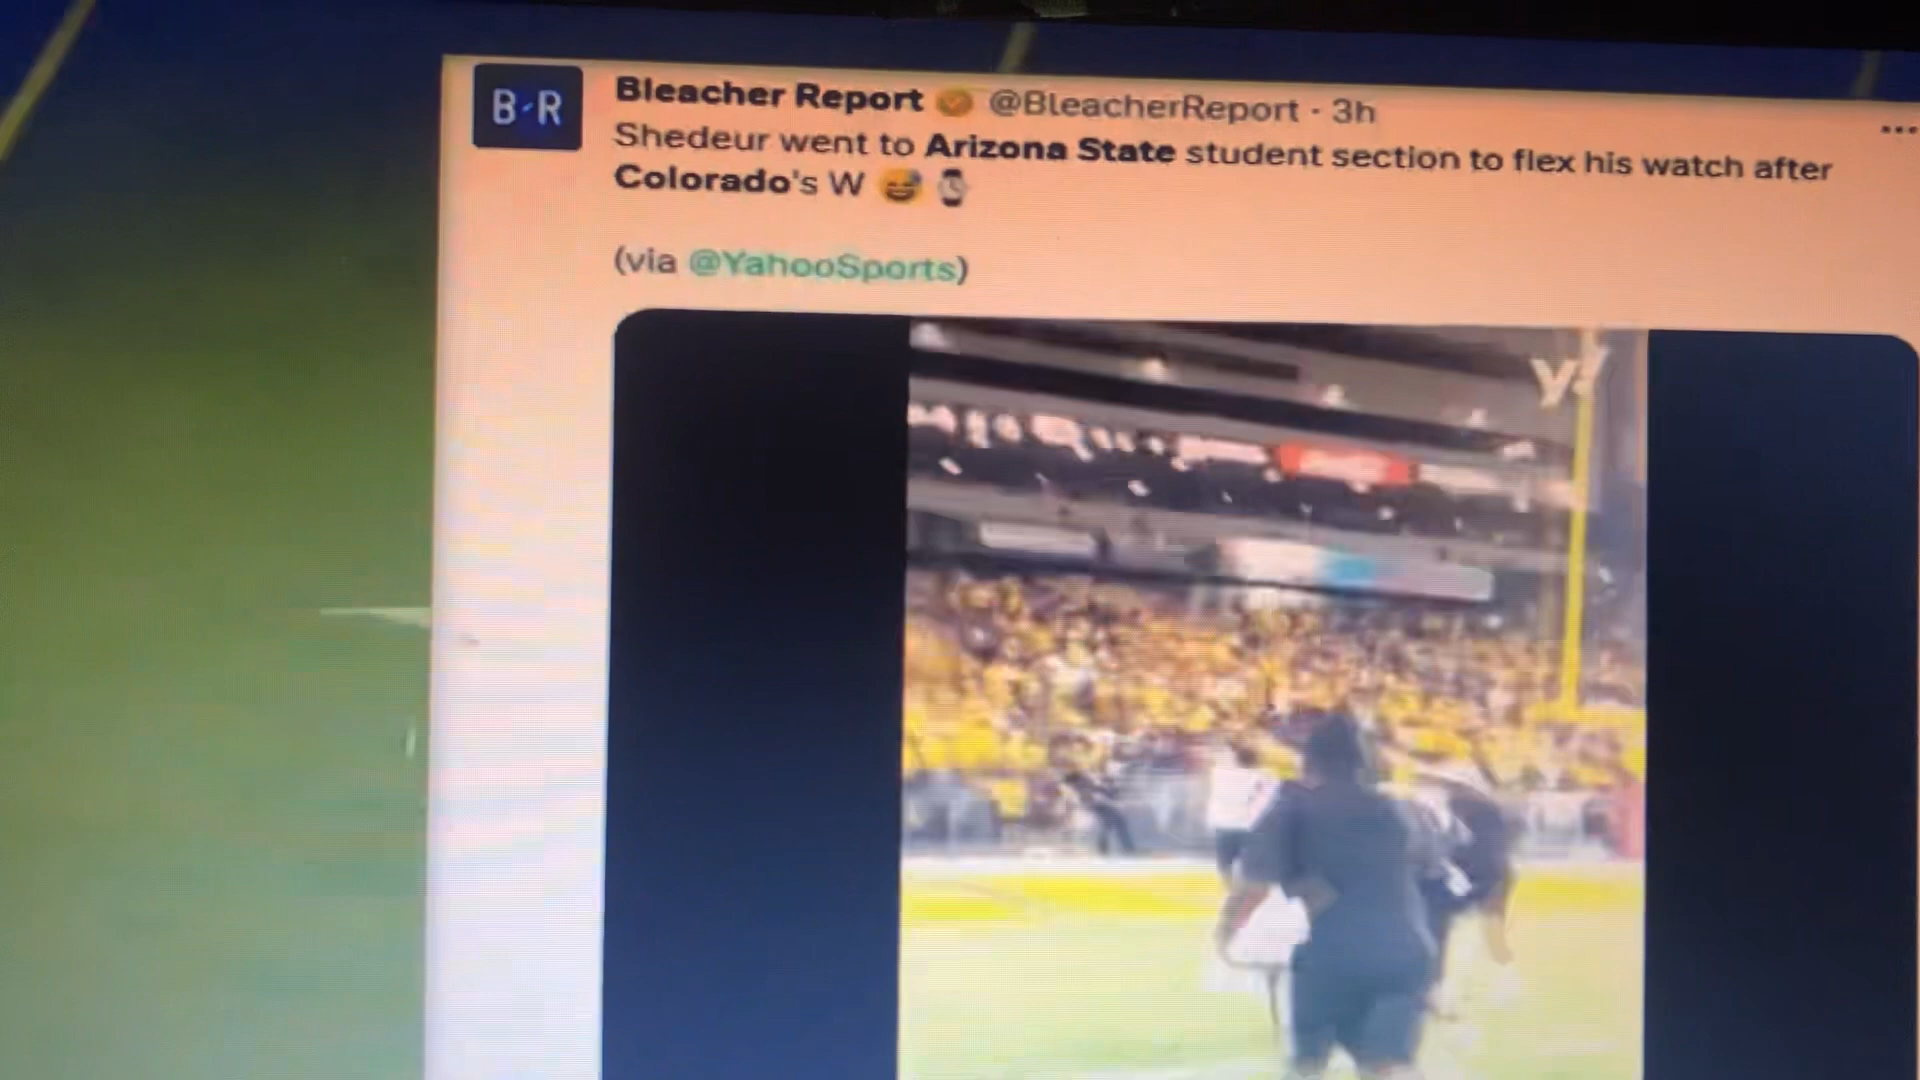 B·R
Bleacher Report @BleacherReport · 3h
Shedeur went to Arizona State student section to flex his watch after
Colorado's W 😅 ⌚
(via @YahooSports)
y!